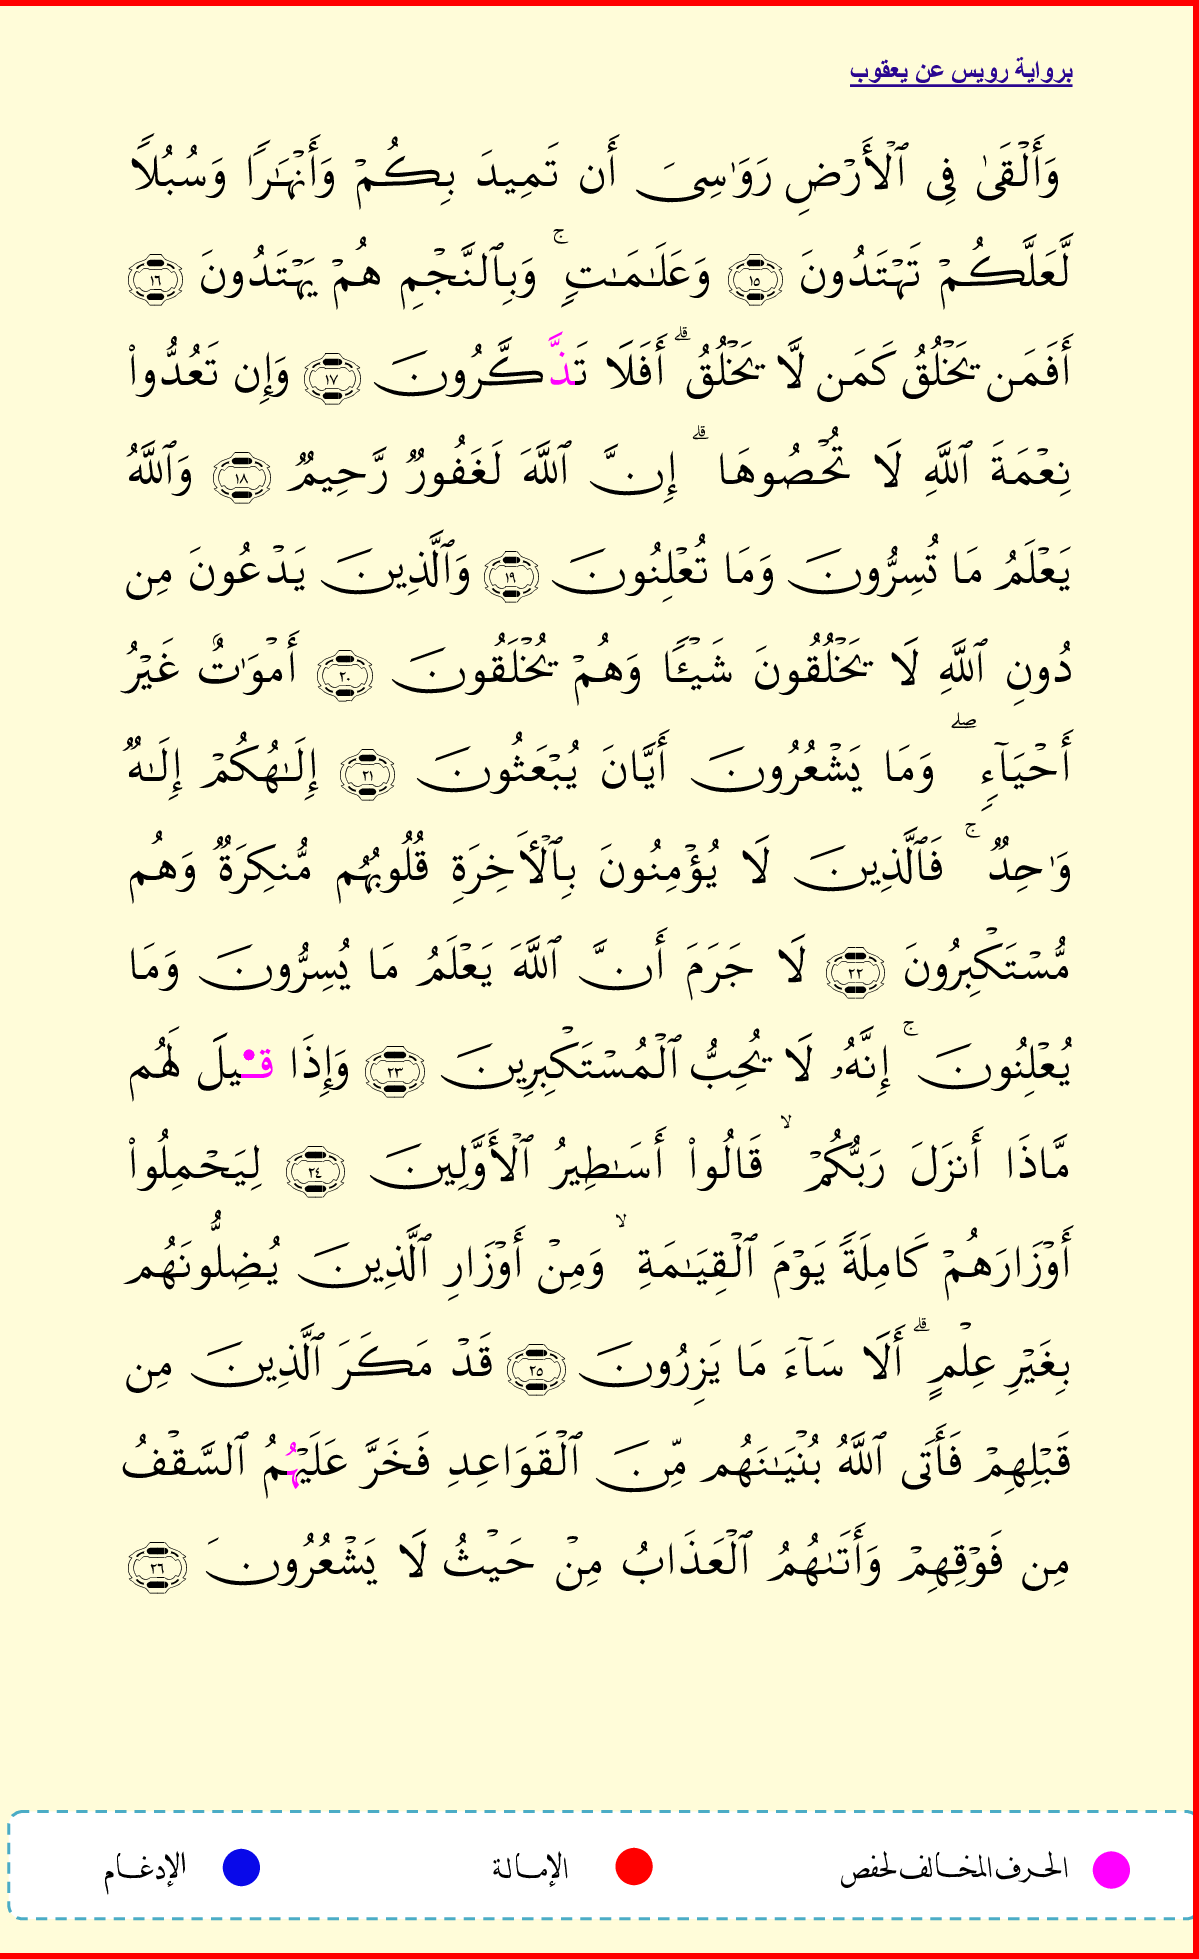 برواية رويس عن يعقوب
وَأَلۡقَىٰ فِى ٱلۡأَرۡضِ رَوَٰسِىَ أَن تَمِيدَ بِكُمۡ وَأَنۡهَٰرًا وَسُبُلًا
لَّعَلَّكُمۡ تَهۡتَدُونَ ١٥ وَعَلَٰمَٰتٍۚ وَبِٱلنَّجۡمِ هُمۡ يَهۡتَدُونَ ١٦
أَفَمَن يَخۡلُقُ كَمَن لَّا يَخۡلُقُۗ أَفَلَا تَذَّكَّرُونَ ١٧ وَإِن تَعُدُّواْ
نِعۡمَةَ ٱللَّهِ لَا تُحۡصُوهَاۗ إِنَّ ٱللَّهَ لَغَفُورٌ رَّحِيمٌ ١٨ وَٱللَّهُ
يَعۡلَمُ مَا تُسِرُّونَ وَمَا تُعۡلِنُونَ ١٩ وَٱلَّذِينَ يَدۡعُونَ مِن
دُونِ ٱللَّهِ لَا يَخۡلُقُونَ شَيۡـًٔا وَهُمۡ يُخۡلَقُونَ ٢٠ أَمۡوَٰتٌ غَيۡرُ
أَحۡيَآءٍۖ وَمَا يَشۡعُرُونَ أَيَّانَ يُبۡعَثُونَ ٢١ إِلَٰهُكُمۡ إِلَٰهٌ
وَٰحِدٌۚ فَٱلَّذِينَ لَا يُؤۡمِنُونَ بِٱلۡأَخِرَةِ قُلُوبُهُم مُّنكِرَةٌ وَهُم
مُّسۡتَكۡبِرُونَ ٢٢ لَا جَرَمَ أَنَّ ٱللَّهَ يَعۡلَمُ مَا يُسِرُّونَ وَمَا
يُعۡلِنُونَۚ إِنَّهُۥ لَا يُحِبُّ ٱلۡمُسۡتَكۡبِرِينَ ٢٣ وَإِذَا قِيلَ لَهُم
مَّاذَا أَنزَلَ رَبُّكُمۡۙ قَالُواْ أَسَٰطِيرُ ٱلۡأَوَّلِينَ ٢٤ لِيَحۡمِلُواْ
أَوۡزَارَهُمۡ كَامِلَةً يَوۡمَ ٱلۡقِيَٰمَةِۙ وَمِنۡ أَوۡزَارِ ٱلَّذِينَ يُضِلُّونَهُم
بِغَيۡرِ عِلۡمٍۗ أَلَا سَآءَ مَا يَزِرُونَ ٢٥ قَدۡ مَكَرَ ٱلَّذِينَ مِن
قَبۡلِهِمۡ فَأَتَى ٱللَّهُ بُنۡيَٰنَهُم مِّنَ ٱلۡقَوَاعِدِ فَخَرَّ عَلَيۡهُمُ ٱلسَّقۡفُ
مِن فَوۡقِهِمۡ وَأَتَىٰهُمُ ٱلۡعَذَابُ مِنۡ حَيۡثُ لَا يَشۡعُرُونَ ٢٦
الحرف المخالف لحفص الإمالة الإدغام